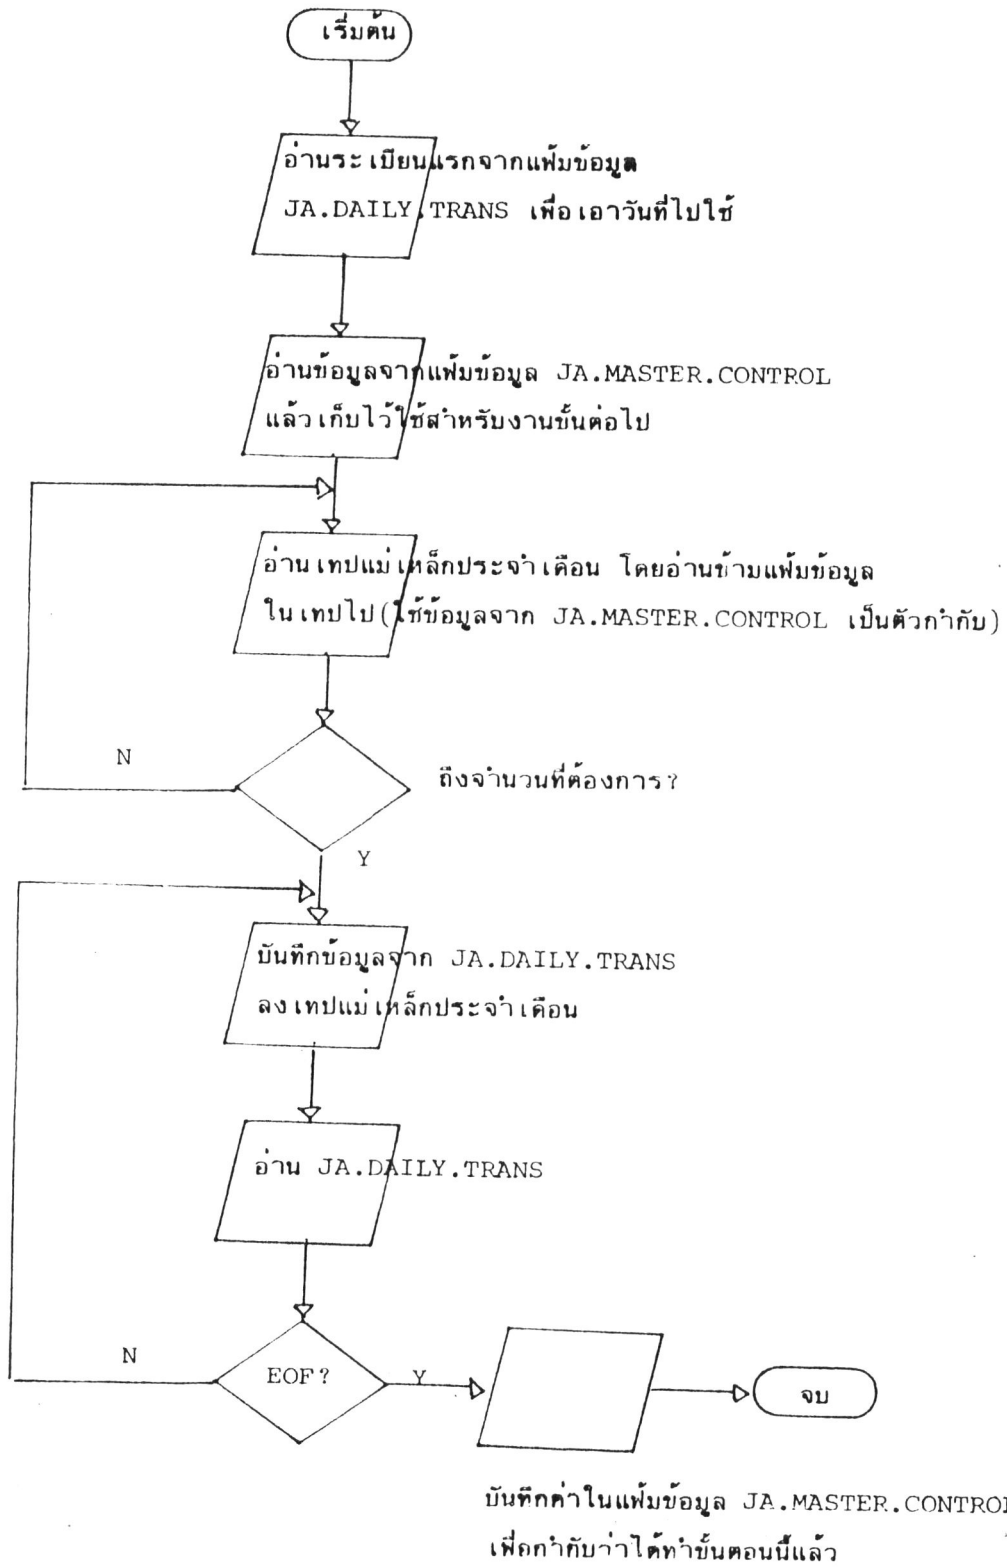 เริ่มต้น
อ่านระเบียนแรกจากแฟ้มข้อมูล
JA.DAILY.TRANS เพื่อเอาวันที่ไปใช้
อ่านข้อมูลจากแฟ้มข้อมูล JA.MASTER.CONTROL
แล้วเก็บไว้ใช้สำหรับงานขั้นต่อไป
อ่านเทปแม่เหล็กประจำเดือน โดยอ่านข้ามแฟ้มข้อมูล
ในเทปไป(ใช้ข้อมูลจาก JA.MASTER.CONTROL เป็นตัวกำกับ)
N
ถึงจำนวนที่ต้องการ?
Y
บันทึกข้อมูลจาก JA.DAILY.TRANS
ลงเทปแม่เหล็กประจำเดือน
อ่าน JA.DAILY.TRANS
N
EOF?
Y
จบ
บันทึกค่าในแฟ้มข้อมูล JA.MASTER.CONTROL
เพื่อกำกับว่าได้ทำขั้นตอนนี้แล้ว